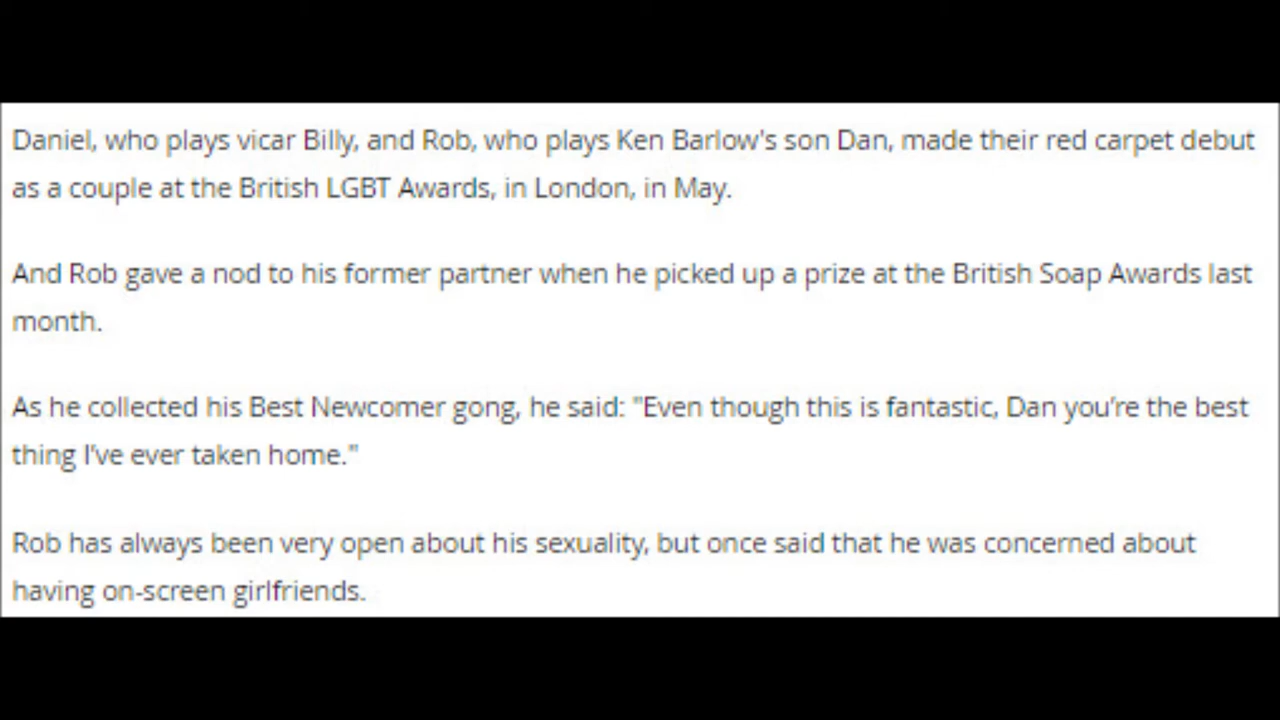 Daniel, who plays vicar Billy, and Rob, who plays Ken Barlow's son Dan, made their red carpet debut
as a couple at the British LGBT Awards, in London, in May.
And Rob gave a nod to his former partner when he picked up a prize at the British Soap Awards last
month.
As he collected his Best Newcomer gong, he said: "Even though this is fantastic, Dan you're the best
thing I've ever taken home."
Rob has always been very open about his sexuality, but once said that he was concerned about
having on-screen girlfriends.